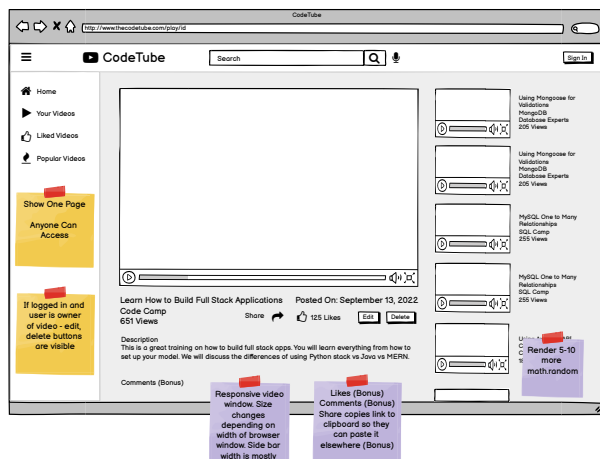 CodeTube
http://www.thecodetube.com/play/id
CodeTube
Search
Sign In
Home
Your Videos
Liked Videos
Popular Videos
Show One Page
Anyone Can
Access
If logged in and
user is owner
of video - edit,
delete buttons
are visible
Learn How to Build Full Stack Applications
Code Camp
651 Views
Posted On: September 13, 2022
Share
125 Likes
Edit
Delete
Description
This is a great training on how to build full stack apps. You will learn everything from how to
set up your model. We will discuss the differences of using Python stack vs Java vs MERN.
Comments (Bonus)
Using Mongoose for
Validations
MongoDB
Database Experts
205 Views
Using Mongoose for
Validations
MongoDB
Database Experts
205 Views
MySQL One to Many
Relationships
SQL Camp
255 Views
MySQL One to Many
Relationships
SQL Camp
255 Views
Render 5-10
more
math.random
Responsive video
window. Size
changes
depending on
width of browser
window. Side bar
width is mostly
Likes (Bonus)
Comments (Bonus)
Share copies link to
clipboard so they
can paste it
elsewhere (Bonus)